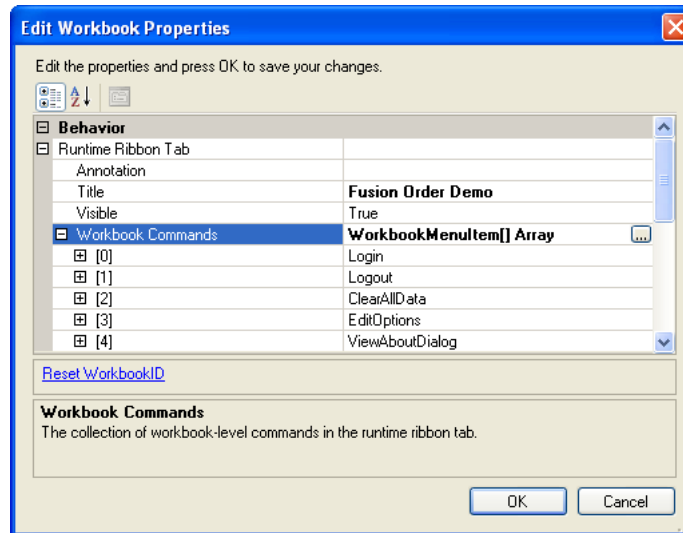 Edit Workbook Properties
Edit the properties and press OK to save your changes.
Behavior
Runtime Ribbon Tab
Annotation
Title Fusion Order Demo
Visible True
Workbook Commands WorkbookMenuItem[] Array ...
[0] Login
[1] Logout
[2] ClearAllData
[3] EditOptions
[4] ViewAboutDialog
Reset WorkbookID
Workbook Commands
The collection of workbook-level commands in the runtime ribbon tab.
OK Cancel